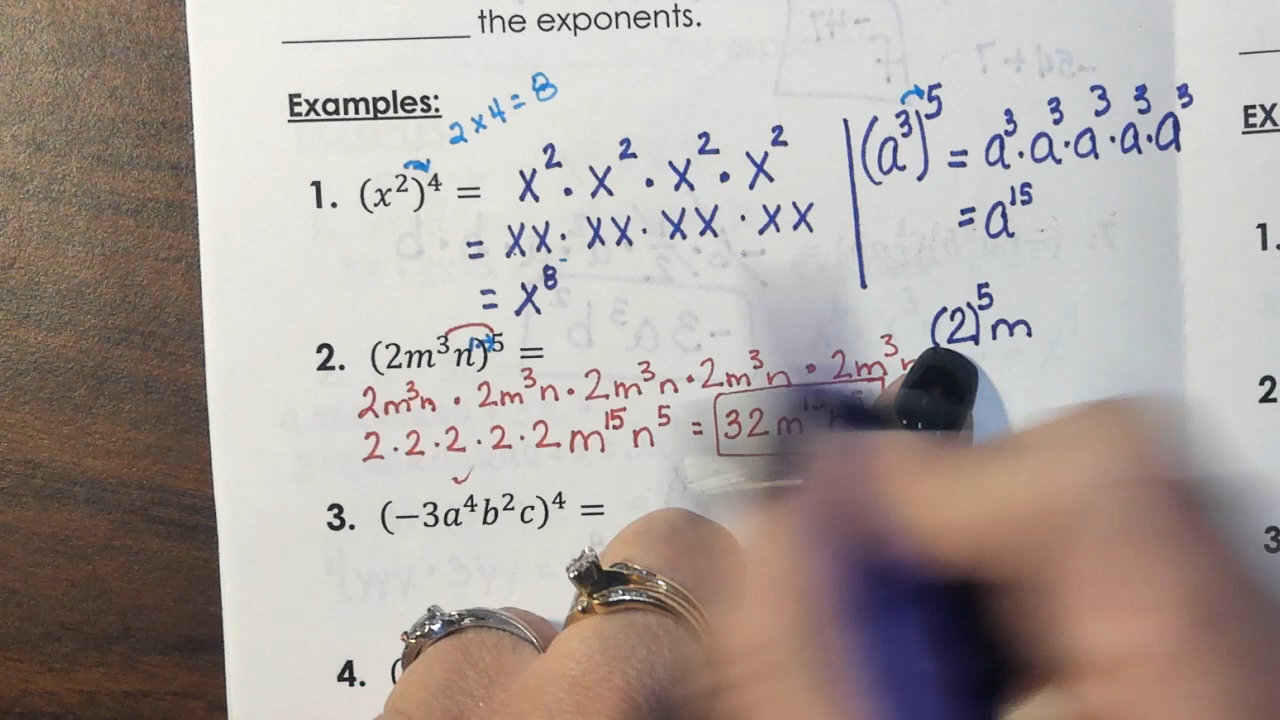 __________ the exponents.
Examples:
2 x 4 = 8
1. (x²)⁴ = x² · x² · x² · x²
= xx · xx · xx · xx
= x⁸
(a³)⁵ = a³ · a³ · a³ · a³ · a³
= a¹⁵
2. (2m³n)⁵ =
(2)⁵m
2m³n · 2m³n · 2m³n · 2m³n · 2m³
2·2·2·2·2m¹⁵n⁵ = 32m
3. (−3a⁴b²c)⁴ =
4. (
EX
1.
2
3